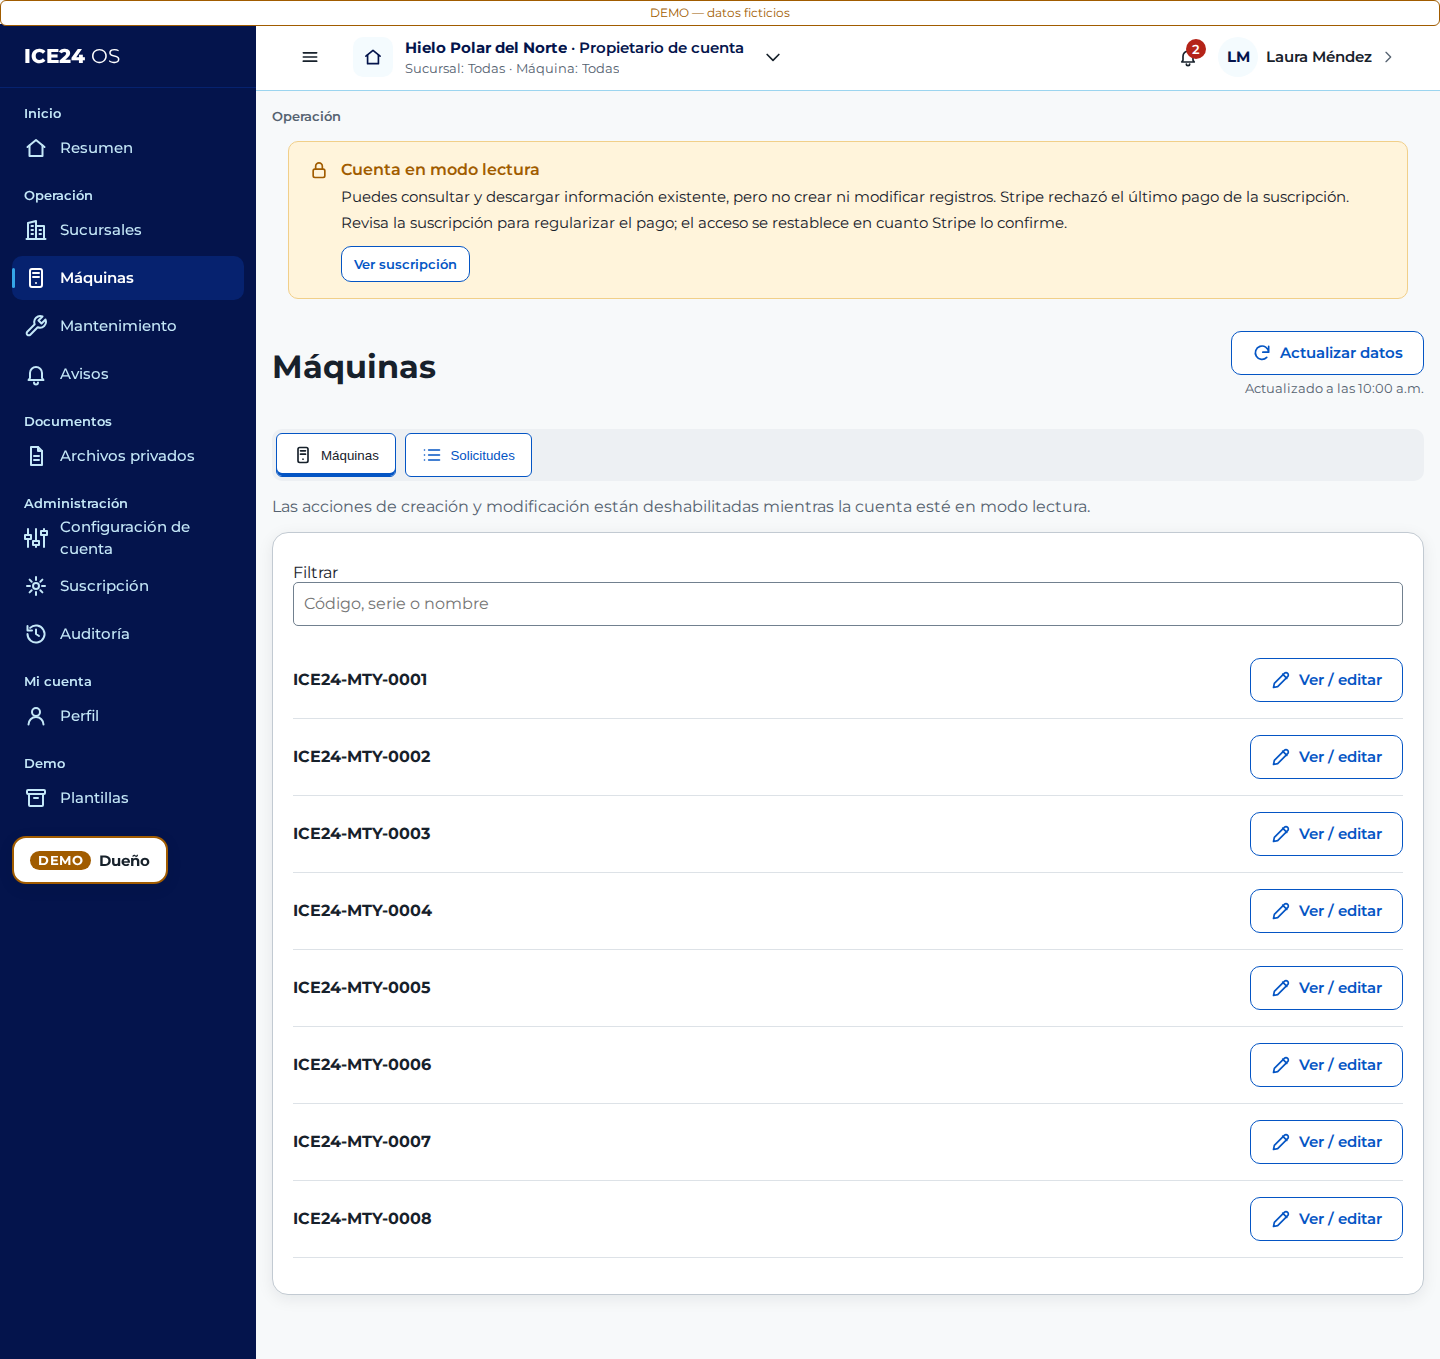 DEMO — datos ficticios
ICE24 OS
Inicio
Resumen
Operación
Sucursales
Máquinas
Mantenimiento
Avisos
Documentos
Archivos privados
Administración
Configuración de
cuenta
Suscripción
Auditoría
Mi cuenta
Perfil
Demo
Plantillas
DEMO Dueño
Hielo Polar del Norte · Propietario de cuenta
Sucursal: Todas · Máquina: Todas
2
LM Laura Méndez
Operación
Cuenta en modo lectura
Puedes consultar y descargar información existente, pero no crear ni modificar registros. Stripe rechazó el último pago de la suscripción.
Revisa la suscripción para regularizar el pago; el acceso se restablece en cuanto Stripe lo confirme.
Ver suscripción
Máquinas
Actualizar datos
Actualizado a las 10:00 a.m.
Máquinas
Solicitudes
Las acciones de creación y modificación están deshabilitadas mientras la cuenta esté en modo lectura.
Filtrar
Código, serie o nombre
ICE24-MTY-0001 Ver / editar
ICE24-MTY-0002 Ver / editar
ICE24-MTY-0003 Ver / editar
ICE24-MTY-0004 Ver / editar
ICE24-MTY-0005 Ver / editar
ICE24-MTY-0006 Ver / editar
ICE24-MTY-0007 Ver / editar
ICE24-MTY-0008 Ver / editar